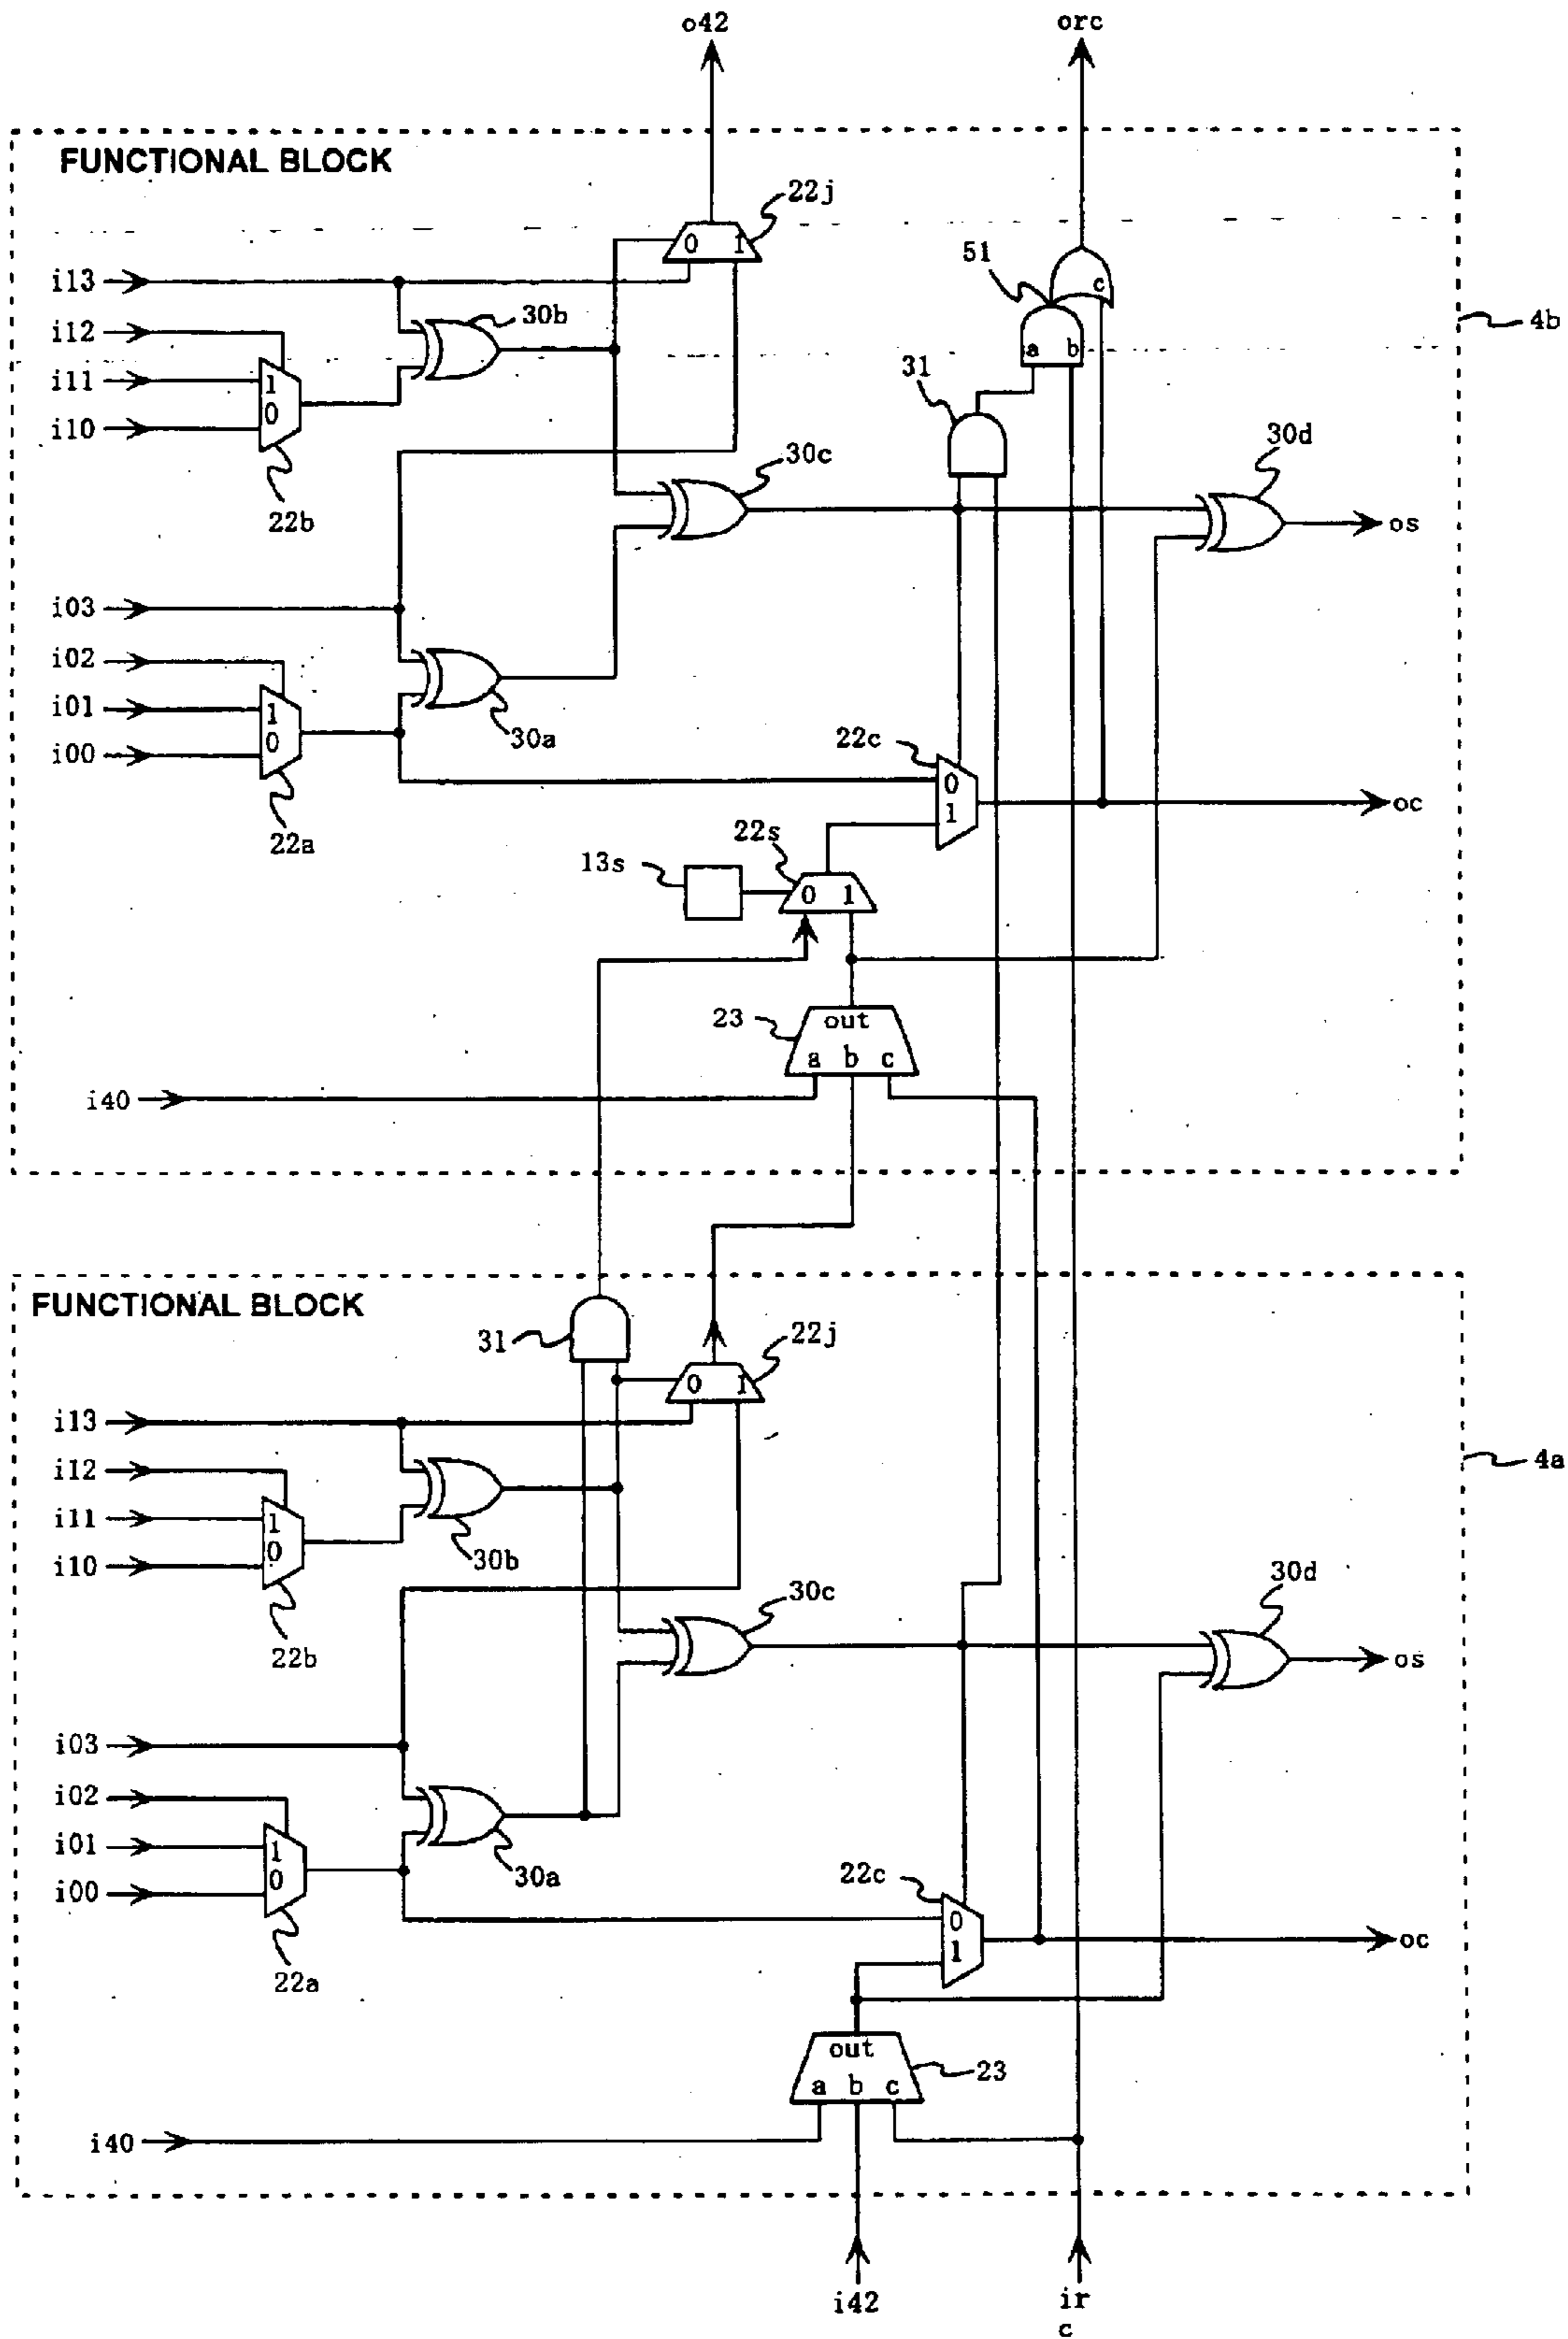 o42 orc
FUNCTIONAL BLOCK
22j
0 1
51
c
i13
30b
4b
i12
a b
31
i11
1
0
i10
30c
30d
22b
os
i03
i02
i01
1
0
30a
22c
i00
0
1
oc
22a
22s
13s
0 1
out
23
a b c
i40
FUNCTIONAL BLOCK
31
22j
0 1
i13
4a
i12
i11
1
0
i10
30b
30c
30d
22b
os
i03
i02
i01
1
0
30a
22c
i00
0
1
oc
22a
out
23
a b c
i40
i42
ir
c